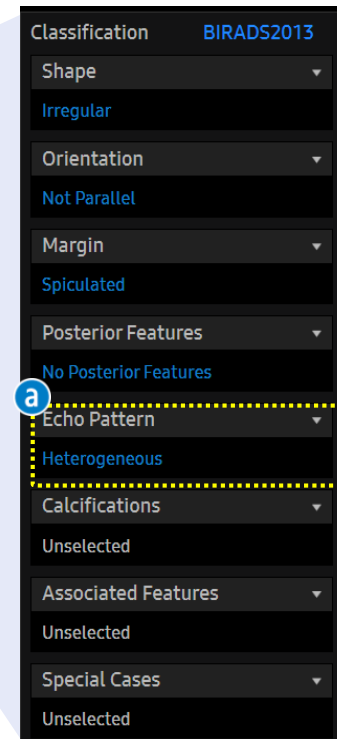 Classification BIRADS2013
Shape
Irregular
Orientation
Not Parallel
Margin
Spiculated
Posterior Features
No Posterior Features
a
Echo Pattern
Heterogeneous
Calcifications
Unselected
Associated Features
Unselected
Special Cases
Unselected